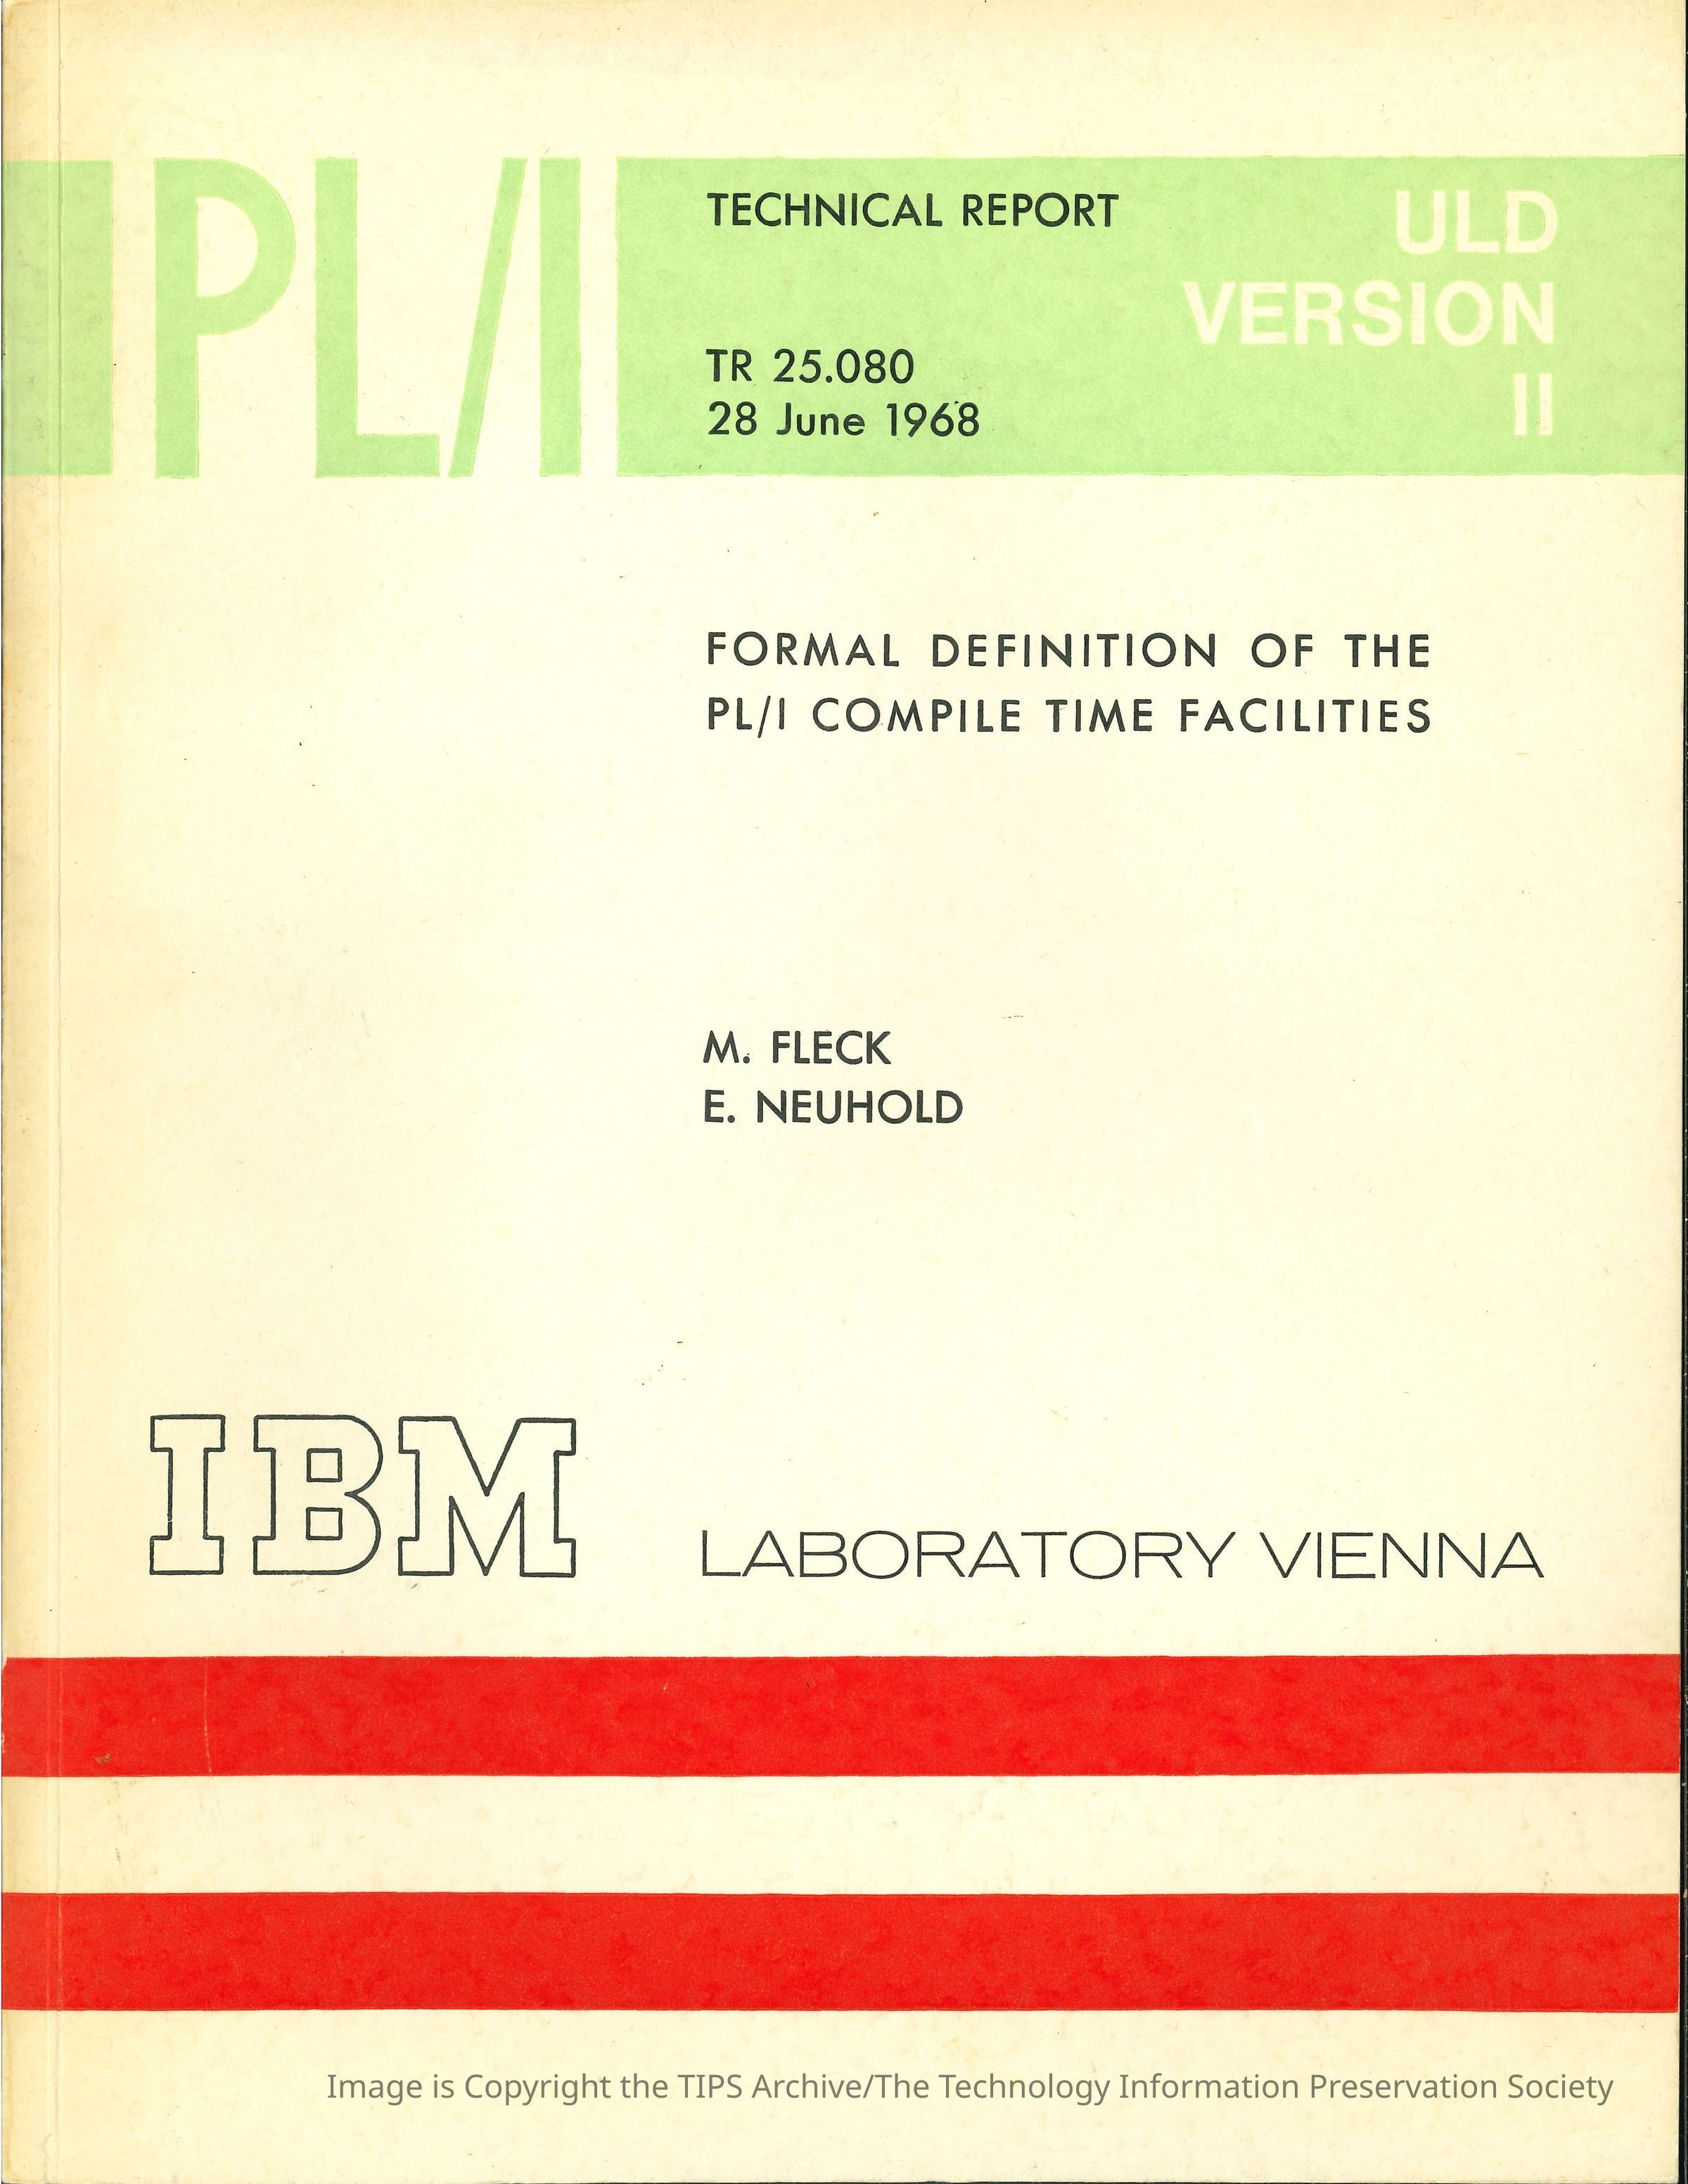 PL/I
TECHNICAL REPORT
ULD
VERSION
II
TR 25.080
28 June 1968
FORMAL DEFINITION OF THE
PL/I COMPILE TIME FACILITIES
M. FLECK
E. NEUHOLD
IBM
LABORATORY VIENNA
Image is Copyright the TIPS Archive/The Technology Information Preservation Society